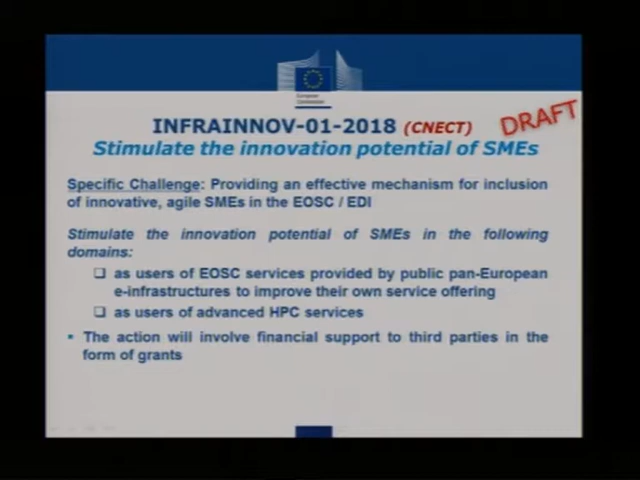 European
Commission
INFRAINNOV-01-2018 (CNECT)
DRAFT
Stimulate the innovation potential of SMEs
Specific Challenge: Providing an effective mechanism for inclusion
of innovative, agile SMEs in the EOSC / EDI
Stimulate the innovation potential of SMEs in the following
domains:
❑ as users of EOSC services provided by public pan-European
e-infrastructures to improve their own service offering
❑ as users of advanced HPC services
▪ The action will involve financial support to third parties in the
form of grants